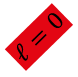 ℓ = 0